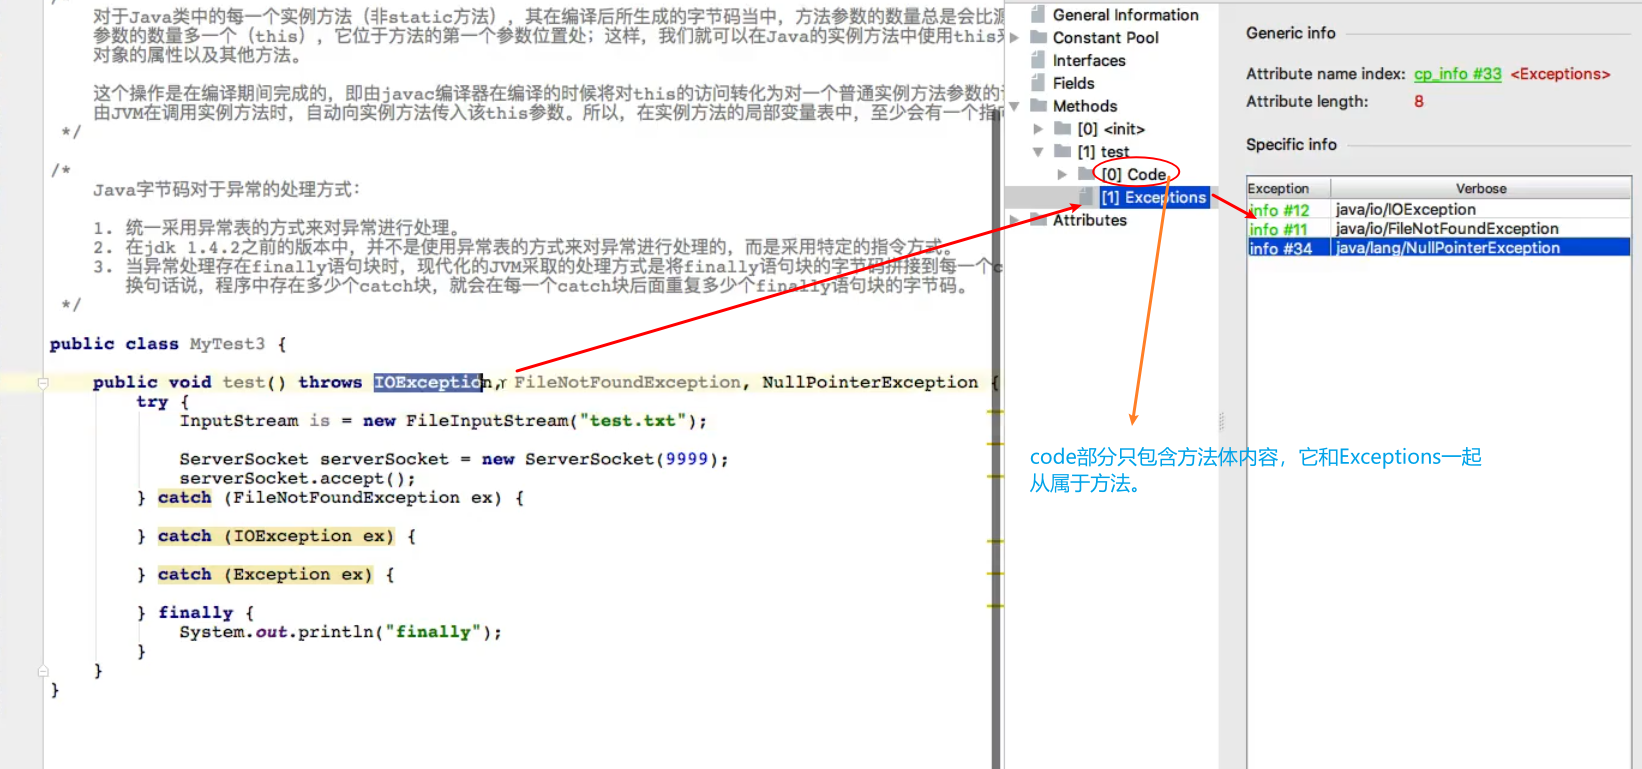 /*
对于Java类中的每一个实例方法（非static方法），其在编译后所生成的字节码当中，方法参数的数量总是会比源
参数的数量多一个（this），它位于方法的第一个参数位置处；这样，我们就可以在Java的实例方法中使用this来
对象的属性以及其他方法。
这个操作是在编译期间完成的，即由javac编译器在编译的时候将对this的访问转化为对一个普通实例方法参数的
由JVM在调用实例方法时，自动向实例方法传入该this参数。所以，在实例方法的局部变量表中，至少会有一个指
*/
/*
Java字节码对于异常的处理方式：
1. 统一采用异常表的方式来对异常进行处理。
2. 在jdk 1.4.2之前的版本中，并不是使用异常表的方式来对异常进行处理的，而是采用特定的指令方式。
3. 当异常处理存在finally语句块时，现代化的JVM采取的处理方式是将finally语句块的字节码拼接到每一个c
换句话说，程序中存在多少个catch块，就会在每一个catch块后面重复多少个finally语句块的字节码。
*/
public class MyTest3 {
public void test() throws IOException, FileNotFoundException, NullPointerException {
try {
InputStream is = new FileInputStream("test.txt");
ServerSocket serverSocket = new ServerSocket(9999);
serverSocket.accept();
} catch (FileNotFoundException ex) {
} catch (IOException ex) {
} catch (Exception ex) {
} finally {
System.out.println("finally");
}
}
}
General Information
Constant Pool
Interfaces
Fields
Methods
[0] <init>
[1] test
[0] Code
[1] Exceptions
Attributes
code部分只包含方法体内容，它和Exceptions一起
从属于方法。
Generic info
Attribute name index: cp_info #33 <Exceptions>
Attribute length: 8
Specific info
Exception Verbose
info #12 java/io/IOException
info #11 java/io/FileNotFoundException
info #34 java/lang/NullPointerException